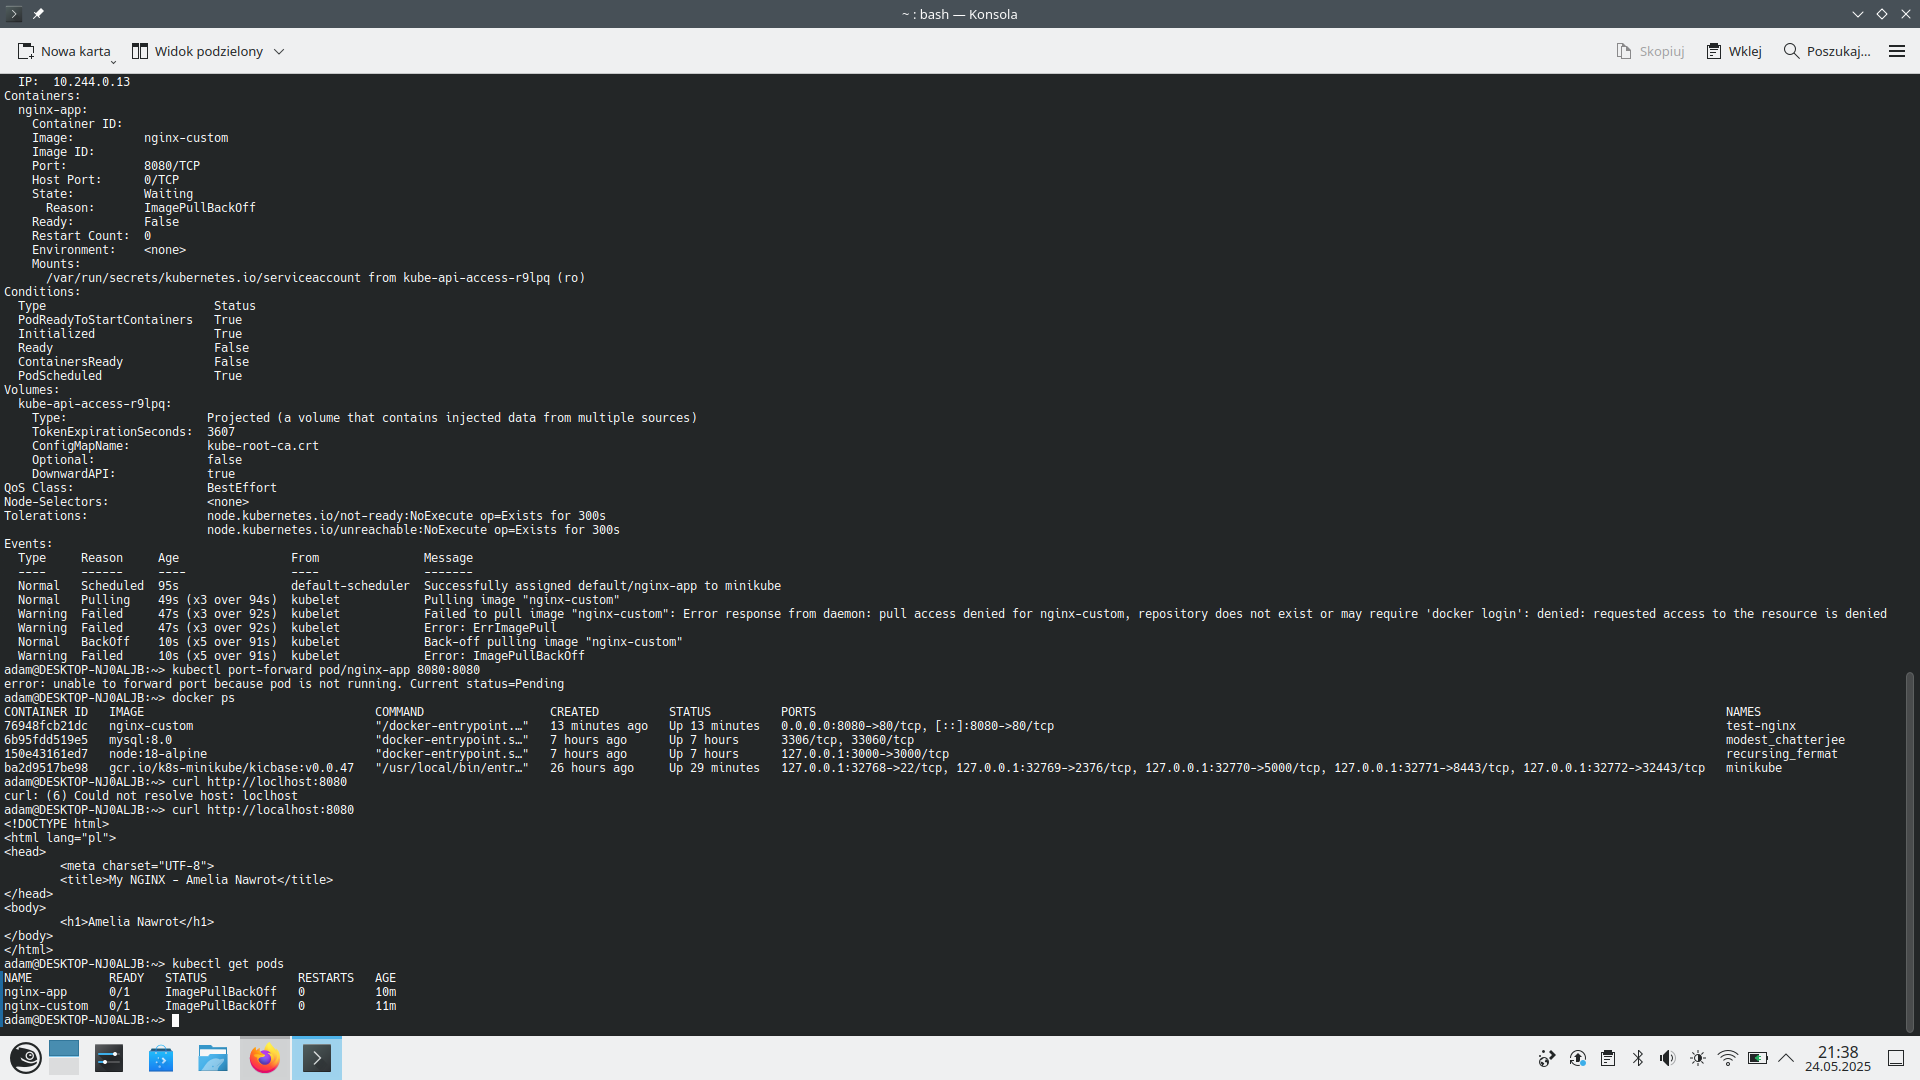 ~ : bash — Konsola
Nowa karta
Widok podzielony
Skopiuj
Wklej
Poszukaj...
IP:  10.244.0.13
Containers:
  nginx-app:
    Container ID:
    Image:          nginx-custom
    Image ID:
    Port:           8080/TCP
    Host Port:      0/TCP
    State:          Waiting
      Reason:       ImagePullBackOff
    Ready:          False
    Restart Count:  0
    Environment:    <none>
    Mounts:
      /var/run/secrets/kubernetes.io/serviceaccount from kube-api-access-r9lpq (ro)
Conditions:
  Type                        Status
  PodReadyToStartContainers   True
  Initialized                 True
  Ready                       False
  ContainersReady             False
  PodScheduled                True
Volumes:
  kube-api-access-r9lpq:
    Type:                    Projected (a volume that contains injected data from multiple sources)
    TokenExpirationSeconds:  3607
    ConfigMapName:           kube-root-ca.crt
    Optional:                false
    DownwardAPI:             true
QoS Class:                   BestEffort
Node-Selectors:              <none>
Tolerations:                 node.kubernetes.io/not-ready:NoExecute op=Exists for 300s
                             node.kubernetes.io/unreachable:NoExecute op=Exists for 300s
Events:
  Type     Reason     Age                From               Message
  ----     ------     ----               ----               -------
  Normal   Scheduled  95s                default-scheduler  Successfully assigned default/nginx-app to minikube
  Normal   Pulling    49s (x3 over 94s)  kubelet            Pulling image "nginx-custom"
  Warning  Failed     47s (x3 over 92s)  kubelet            Failed to pull image "nginx-custom": Error response from daemon: pull access denied for nginx-custom, repository does not exist or may require 'docker login': denied: requested access to the resource is denied
  Warning  Failed     47s (x3 over 92s)  kubelet            Error: ErrImagePull
  Normal   BackOff    10s (x5 over 91s)  kubelet            Back-off pulling image "nginx-custom"
  Warning  Failed     10s (x5 over 91s)  kubelet            Error: ImagePullBackOff
adam@DESKTOP-NJ0ALJB:~> kubectl port-forward pod/nginx-app 8080:8080
error: unable to forward port because pod is not running. Current status=Pending
adam@DESKTOP-NJ0ALJB:~> docker ps
CONTAINER ID   IMAGE                                 COMMAND                  CREATED          STATUS          PORTS                                                                                                                                  NAMES
76948fcb21dc   nginx-custom                          "/docker-entrypoint.…"   13 minutes ago   Up 13 minutes   0.0.0.0:8080->80/tcp, [::]:8080->80/tcp                                                                                                test-nginx
6b95fdd519e5   mysql:8.0                             "docker-entrypoint.s…"   7 hours ago      Up 7 hours      3306/tcp, 33060/tcp                                                                                                                    modest_chatterjee
150e43161ed7   node:18-alpine                        "docker-entrypoint.s…"   7 hours ago      Up 7 hours      127.0.0.1:3000->3000/tcp                                                                                                               recursing_fermat
ba2d9517be98   gcr.io/k8s-minikube/kicbase:v0.0.47   "/usr/local/bin/entr…"   26 hours ago     Up 29 minutes   127.0.0.1:32768->22/tcp, 127.0.0.1:32769->2376/tcp, 127.0.0.1:32770->5000/tcp, 127.0.0.1:32771->8443/tcp, 127.0.0.1:32772->32443/tcp   minikube
adam@DESKTOP-NJ0ALJB:~> curl http://loclhost:8080
curl: (6) Could not resolve host: loclhost
adam@DESKTOP-NJ0ALJB:~> curl http://localhost:8080
<!DOCTYPE html>
<html lang="pl">
<head>
        <meta charset="UTF-8">
        <title>My NGINX - Amelia Nawrot</title>
</head>
<body>
        <h1>Amelia Nawrot</h1>
</body>
</html>
adam@DESKTOP-NJ0ALJB:~> kubectl get pods
NAME           READY   STATUS             RESTARTS   AGE
nginx-app      0/1     ImagePullBackOff   0          10m
nginx-custom   0/1     ImagePullBackOff   0          11m
adam@DESKTOP-NJ0ALJB:~>
21:38
24.05.2025